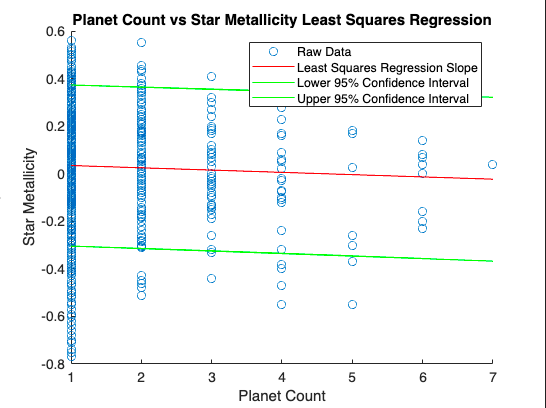 Planet Count vs Star Metallicity Least Squares Regression
Raw Data
Least Squares Regression Slope
Lower 95% Confidence Interval
Upper 95% Confidence Interval
0.6
0.4
0.2
0
-0.2
-0.4
-0.6
-0.8
Star Metallicity
1 2 3 4 5 6 7
Planet Count